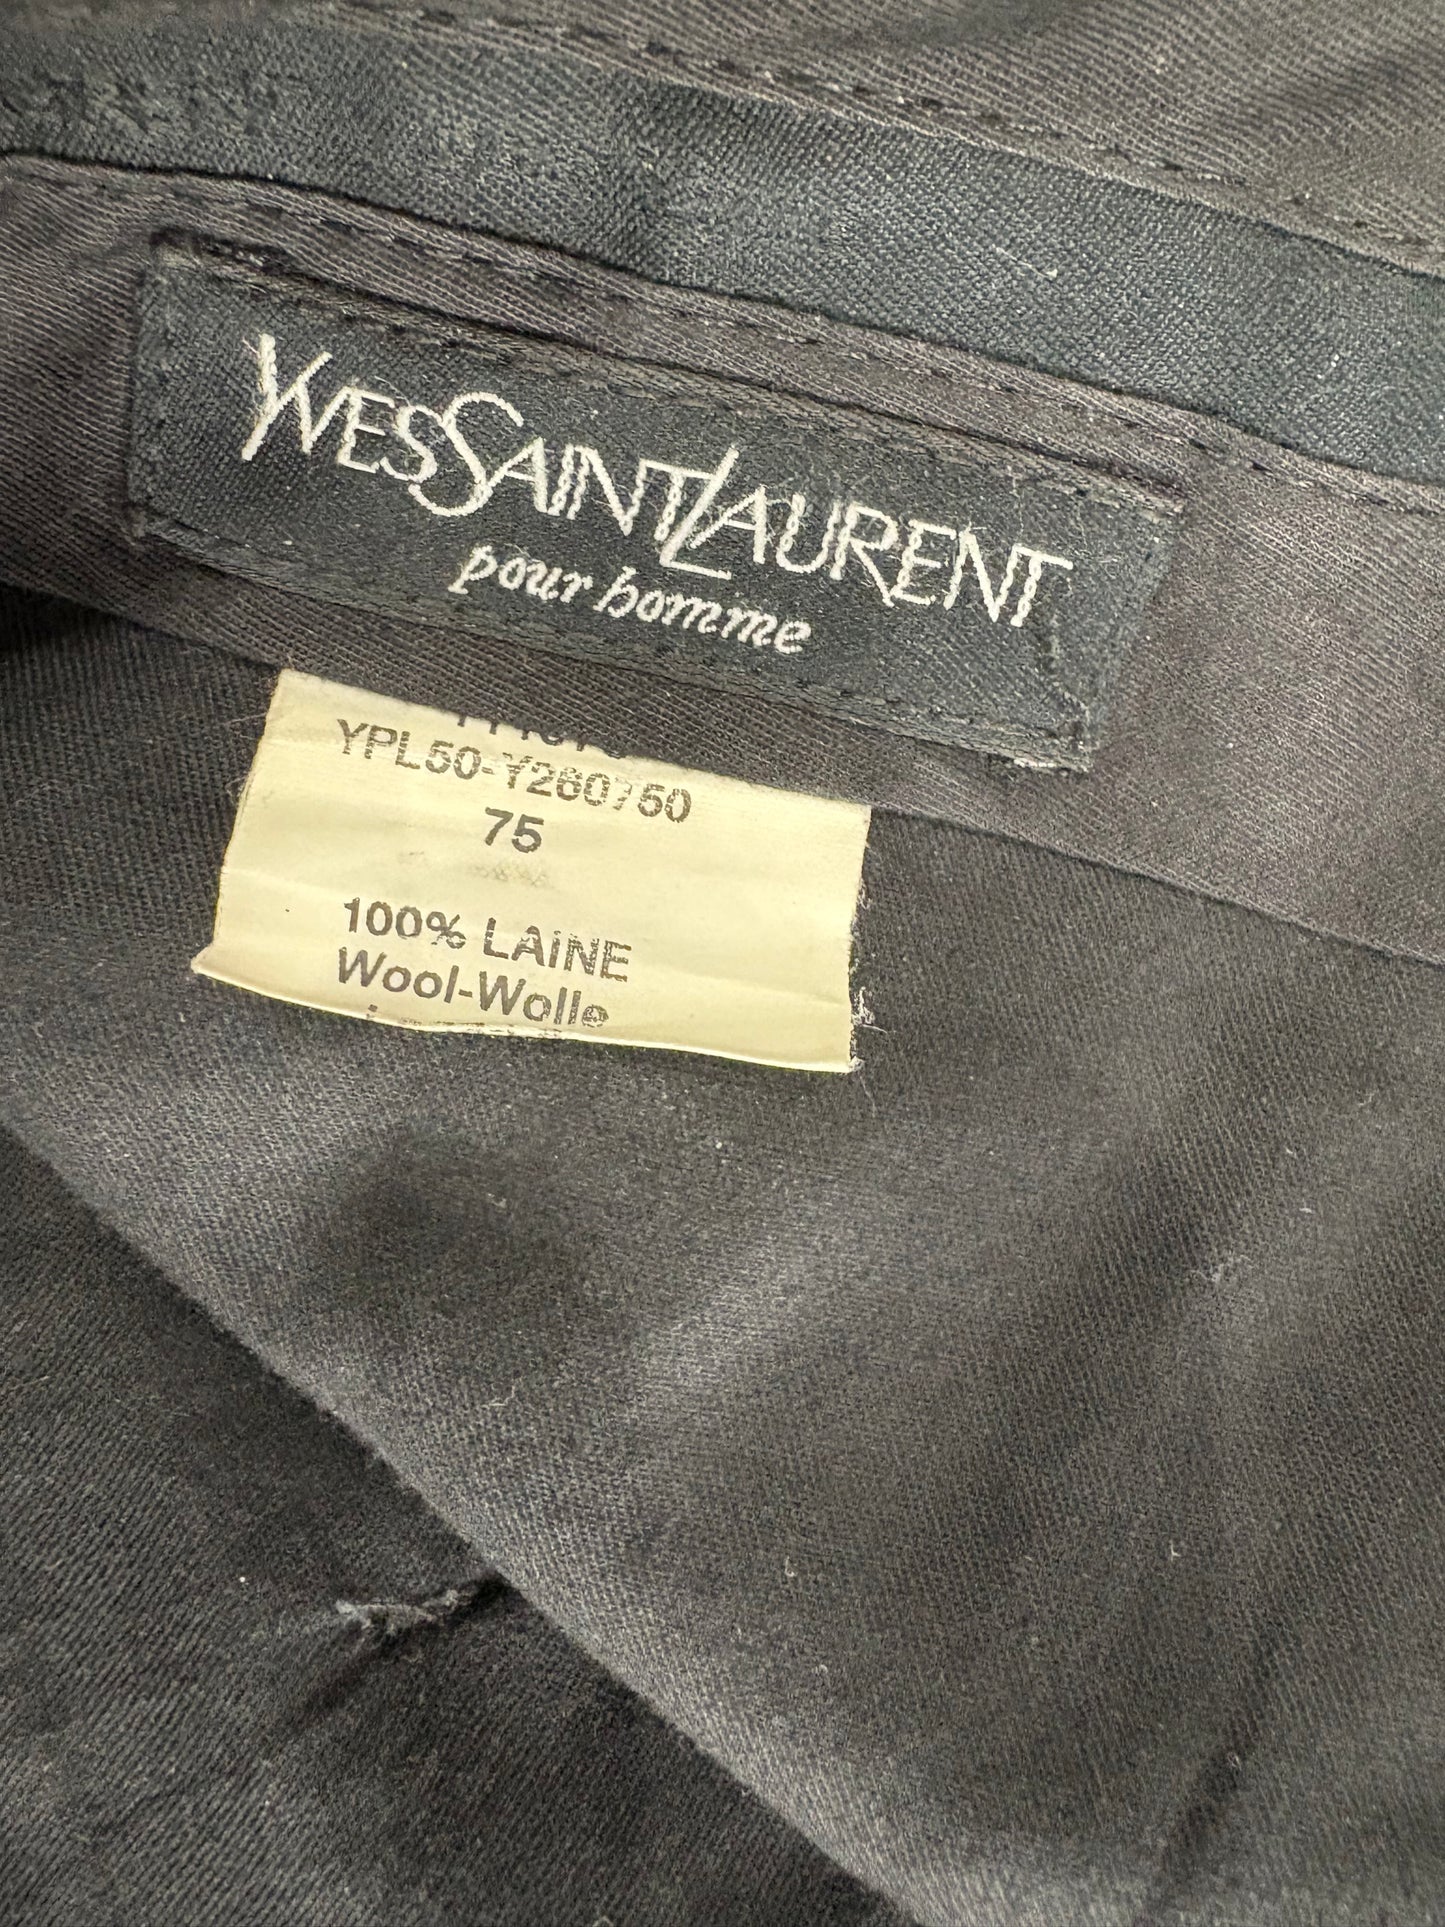 YVESSAINTLAURENT
pour homme
YPL50-Y260750
75
100% LAINE
Wool-Wolle